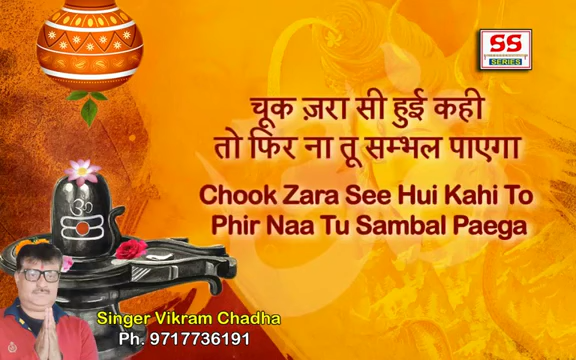 SS
SERIES
चूक ज़रा सी हुई कही
तो फिर ना तू सम्भल पाएगा
Chook Zara See Hui Kahi To
Phir Naa Tu Sambal Paega
ॐ
Singer Vikram Chadha
Ph. 9717736191